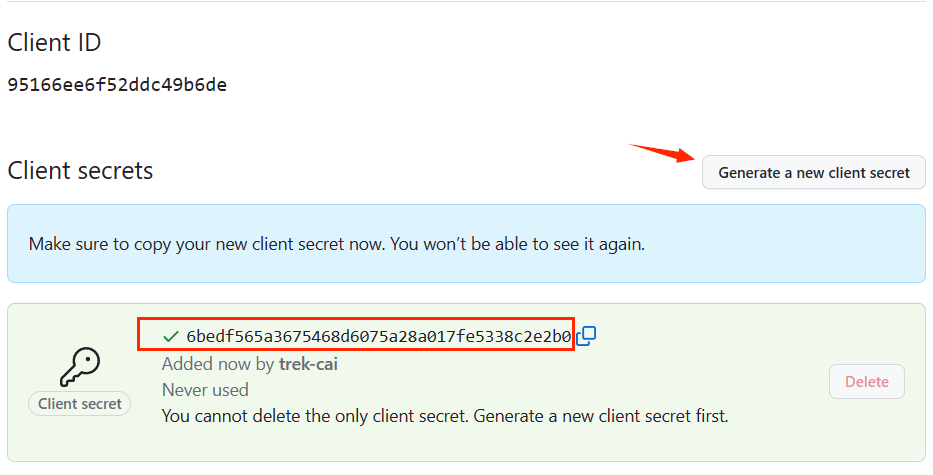 Client ID
95166ee6f52ddc49b6de
Client secrets
Generate a new client secret
Make sure to copy your new client secret now. You won’t be able to see it again.
6bedf565a3675468d6075a28a017fe5338c2e2b0
Added now by trek-cai
Never used
Client secret
You cannot delete the only client secret. Generate a new client secret first.
Delete